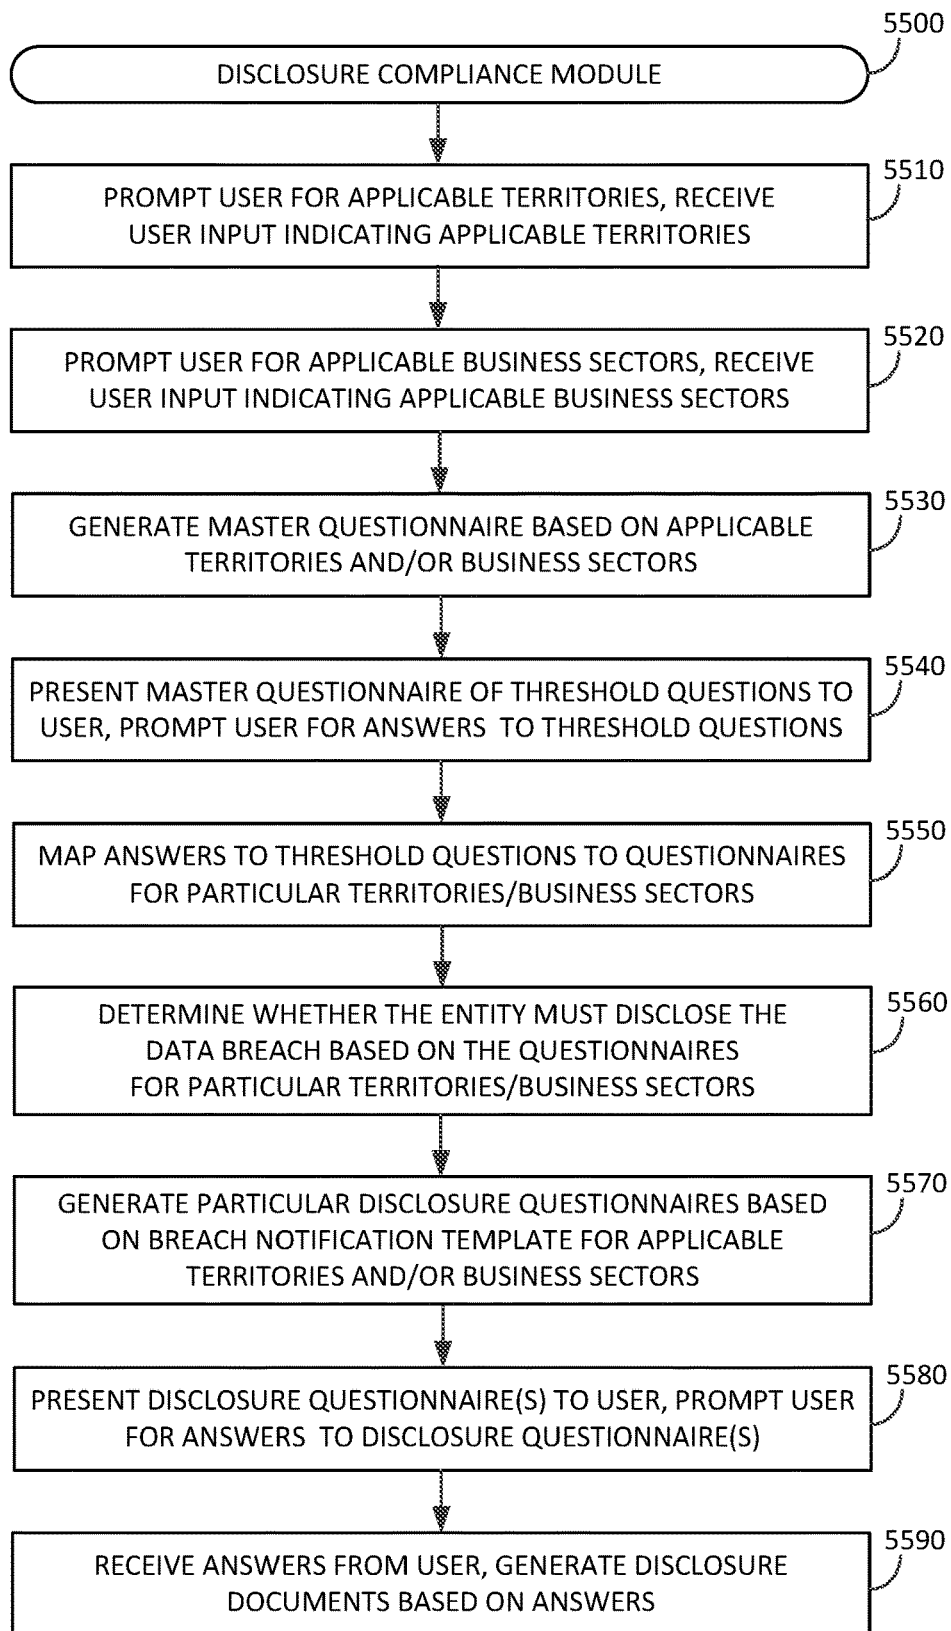 5500
DISCLOSURE COMPLIANCE MODULE
5510
PROMPT USER FOR APPLICABLE TERRITORIES, RECEIVE
USER INPUT INDICATING APPLICABLE TERRITORIES
5520
PROMPT USER FOR APPLICABLE BUSINESS SECTORS, RECEIVE
USER INPUT INDICATING APPLICABLE BUSINESS SECTORS
5530
GENERATE MASTER QUESTIONNAIRE BASED ON APPLICABLE
TERRITORIES AND/OR BUSINESS SECTORS
5540
PRESENT MASTER QUESTIONNAIRE OF THRESHOLD QUESTIONS TO
USER, PROMPT USER FOR ANSWERS TO THRESHOLD QUESTIONS
5550
MAP ANSWERS TO THRESHOLD QUESTIONS TO QUESTIONNAIRES
FOR PARTICULAR TERRITORIES/BUSINESS SECTORS
5560
DETERMINE WHETHER THE ENTITY MUST DISCLOSE THE
DATA BREACH BASED ON THE QUESTIONNAIRES
FOR PARTICULAR TERRITORIES/BUSINESS SECTORS
5570
GENERATE PARTICULAR DISCLOSURE QUESTIONNAIRES BASED
ON BREACH NOTIFICATION TEMPLATE FOR APPLICABLE
TERRITORIES AND/OR BUSINESS SECTORS
5580
PRESENT DISCLOSURE QUESTIONNAIRE(S) TO USER, PROMPT USER
FOR ANSWERS TO DISCLOSURE QUESTIONNAIRE(S)
5590
RECEIVE ANSWERS FROM USER, GENERATE DISCLOSURE
DOCUMENTS BASED ON ANSWERS